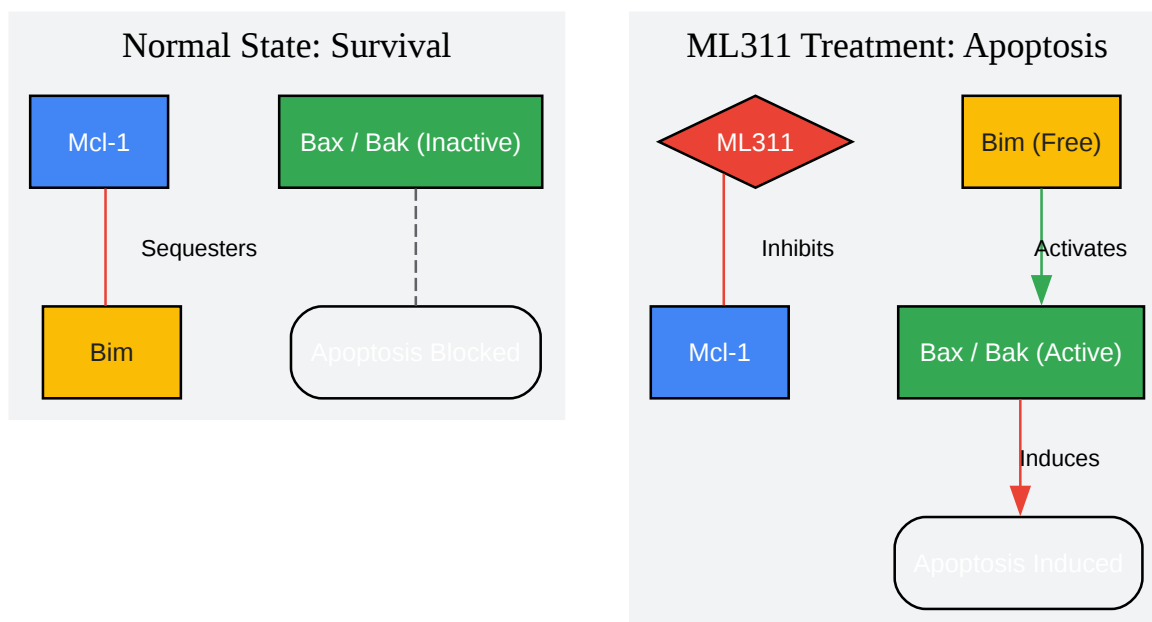 Normal State: Survival
Mcl-1
Bax / Bak (Inactive)
Sequesters
Bim
Apoptosis Blocked
ML311 Treatment: Apoptosis
ML311
Bim (Free)
Inhibits
Activates
Mcl-1
Bax / Bak (Active)
Induces
Apoptosis Induced